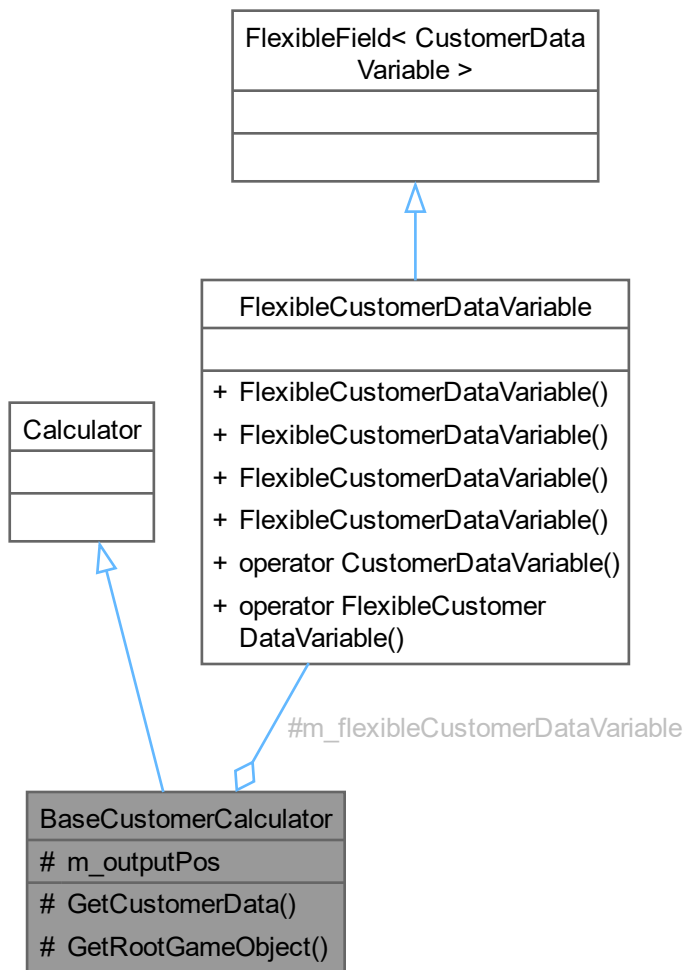 FlexibleField< CustomerData
Variable >
FlexibleCustomerDataVariable
+ FlexibleCustomerDataVariable()
+ FlexibleCustomerDataVariable()
+ FlexibleCustomerDataVariable()
+ FlexibleCustomerDataVariable()
+ operator CustomerDataVariable()
+ operator FlexibleCustomer
DataVariable()
Calculator
#m_flexibleCustomerDataVariable
BaseCustomerCalculator
# m_outputPos
# GetCustomerData()
# GetRootGameObject()